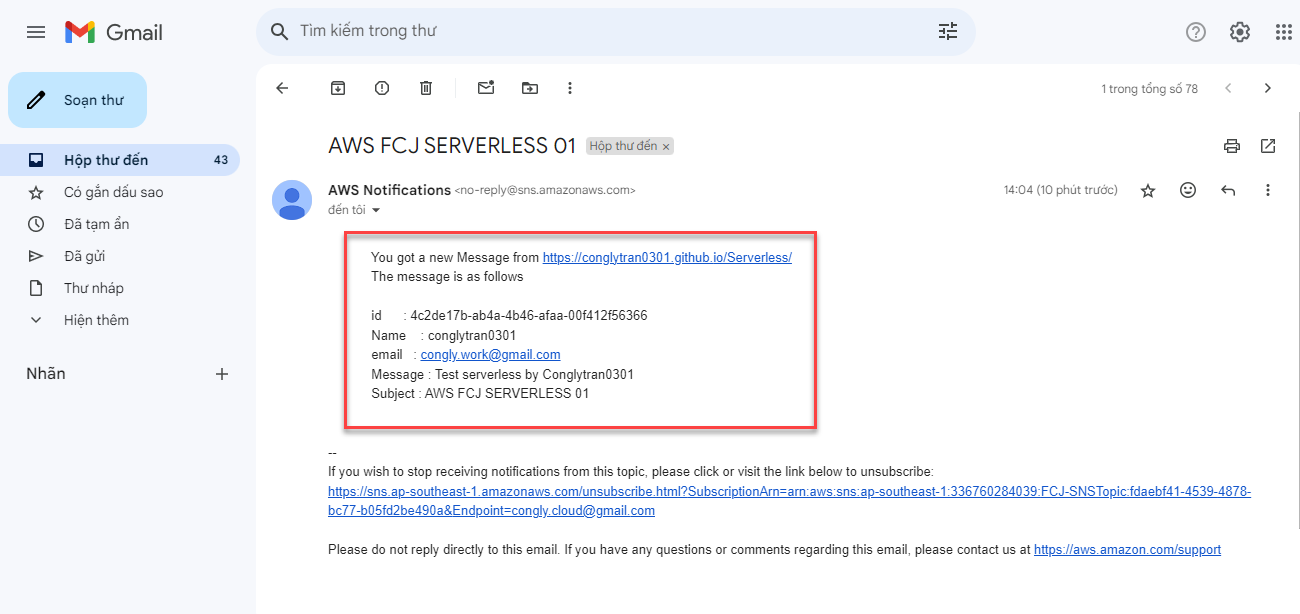 Gmail
Tìm kiếm trong thư
Soạn thư
Hộp thư đến 43
Có gắn dấu sao
Đã tạm ẩn
Đã gửi
Thư nháp
Hiện thêm
Nhãn
1 trong tổng số 78
AWS FCJ SERVERLESS 01 Hộp thư đến ×
AWS Notifications <no-reply@sns.amazonaws.com>
14:04 (10 phút trước)
đến tôi
You got a new Message from https://conglytran0301.github.io/Serverless/
The message is as follows
id : 4c2de17b-ab4a-4b46-afaa-00f412f56366
Name : conglytran0301
email : congly.work@gmail.com
Message : Test serverless by Conglytran0301
Subject : AWS FCJ SERVERLESS 01
--
If you wish to stop receiving notifications from this topic, please click or visit the link below to unsubscribe:
https://sns.ap-southeast-1.amazonaws.com/unsubscribe.html?SubscriptionArn=arn:aws:sns:ap-southeast-1:336760284039:FCJ-SNSTopic:fdaebf41-4539-4878-
bc77-b05fd2be490a&Endpoint=congly.cloud@gmail.com
Please do not reply directly to this email. If you have any questions or comments regarding this email, please contact us at https://aws.amazon.com/support